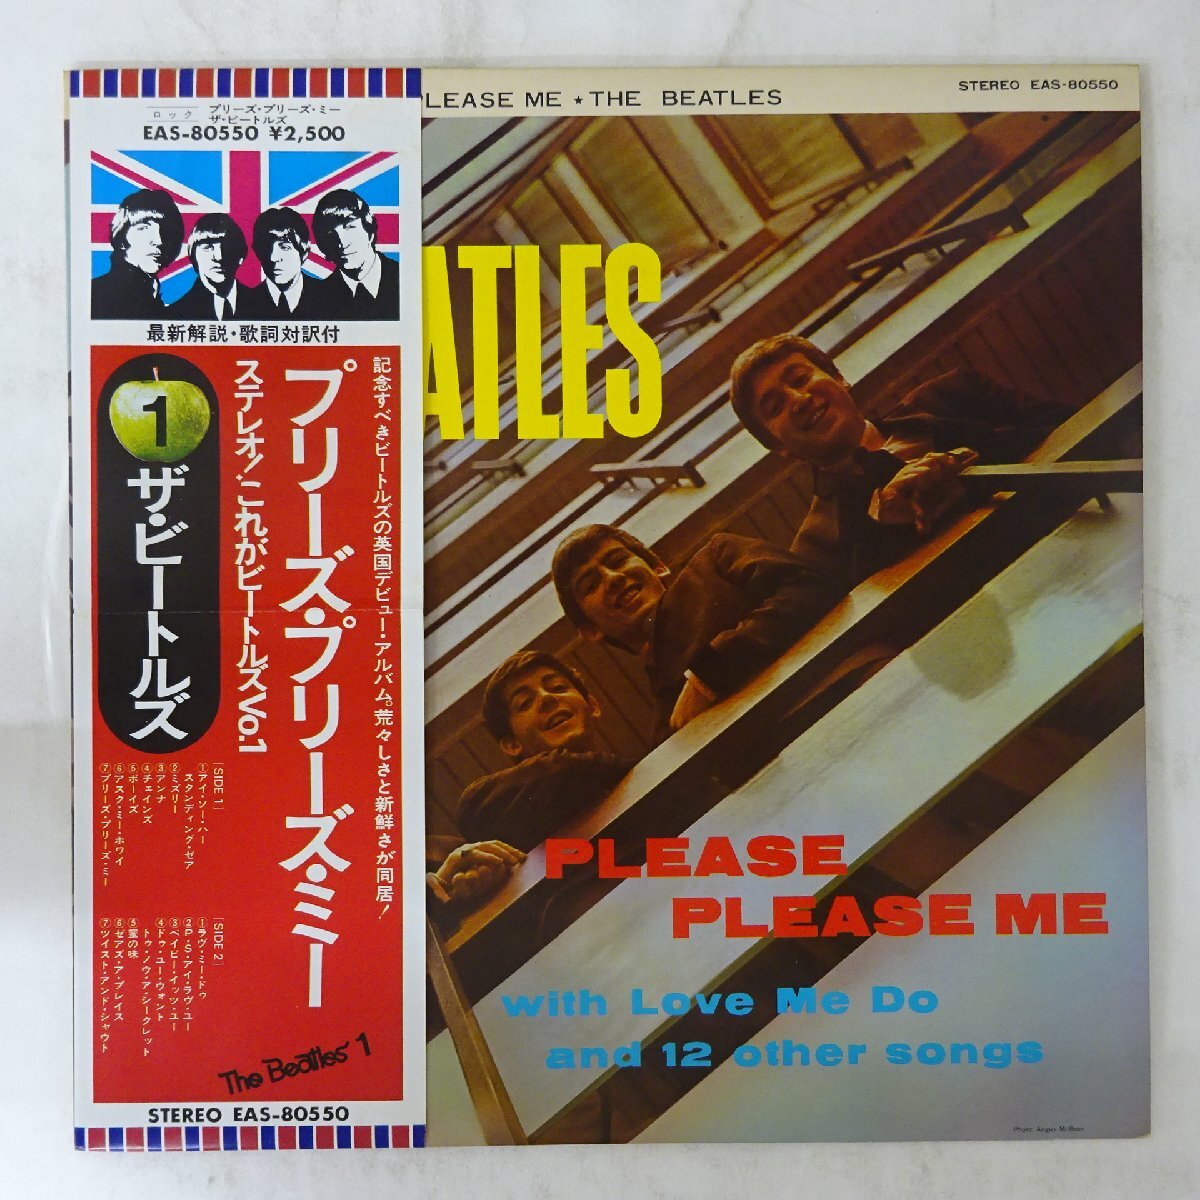 PLEASE ME ★ THE BEATLES
STEREO EAS-80550
ロック
プリーズ・プリーズ・ミー
ザ・ビートルズ
EAS-80550 ¥2,500
最新解説・歌詞対訳付
記念すべきビートルズの英国デビュー・アルバム。荒々しさと新鮮さが同居!
プリーズ・プリーズ・ミー
ステレオ!これがビートルズVo.1
1
ザ・ビートルズ
[SIDE 1]
①アイ・ソー・ハー
スタンディング・ゼア
②ミズリー
③アンナ
④チェインズ
⑤ボーイズ
⑥アスク・ミー・ホワイ
⑦プリーズ・プリーズ・ミー
[SIDE 2]
①ラヴ・ミー・ドゥ
②P・S・アイ・ラヴ・ユー
③ベイビー・イッツ・ユー
④ドゥ・ユー・ウォント
トゥ・ノウ・ア・シークレット
⑤蜜の味
⑥ゼアズ・ア・プレイス
⑦ツイスト・アンド・シャウト
The Beatles 1
STEREO EAS-80550
ATLES
PLEASE
PLEASE ME
with Love Me Do
and 12 other songs
Photo: Angus McBean